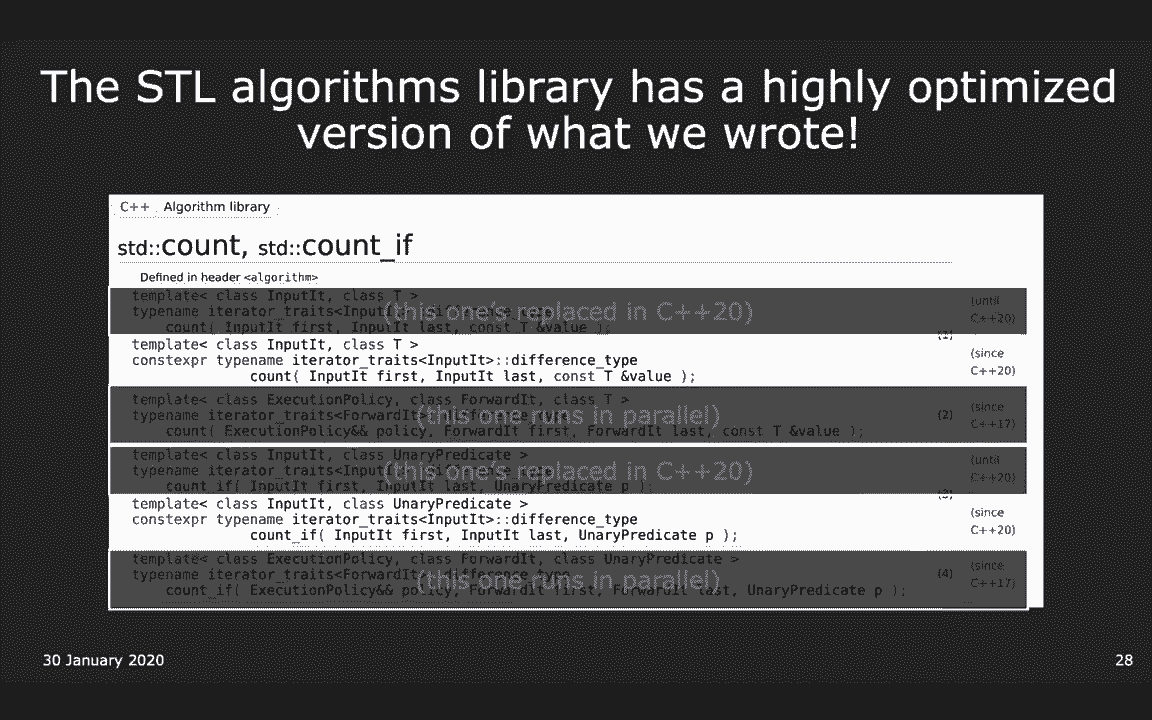 The STL algorithms library has a highly optimized
version of what we wrote!
C++ Algorithm library
std::count, std::count_if
Defined in header <algorithm>
template< class InputIt, class T >
typename iterator_traits<InputIt>::difference_type
count( InputIt first, InputIt last, const T &value );
(this one's replaced in C++20)
(until
C++20)
(1)
template< class InputIt, class T >
constexpr typename iterator_traits<InputIt>::difference_type
count( InputIt first, InputIt last, const T &value );
(since
C++20)
template< class ExecutionPolicy, class ForwardIt, class T >
typename iterator_traits<ForwardIt>::difference_type
count( ExecutionPolicy&& policy, ForwardIt first, ForwardIt last, const T &value );
(this one runs in parallel)
(2)
(since
C++17)
template< class InputIt, class UnaryPredicate >
typename iterator_traits<InputIt>::difference_type
count_if( InputIt first, InputIt last, UnaryPredicate p );
(this one's replaced in C++20)
(until
C++20)
(3)
template< class InputIt, class UnaryPredicate >
constexpr typename iterator_traits<InputIt>::difference_type
count_if( InputIt first, InputIt last, UnaryPredicate p );
(since
C++20)
template< class ExecutionPolicy, class ForwardIt, class UnaryPredicate >
typename iterator_traits<ForwardIt>::difference_type
count_if( ExecutionPolicy&& policy, ForwardIt first, ForwardIt last, UnaryPredicate p );
(this one runs in parallel)
(4)
(since
C++17)
30 January 2020
28